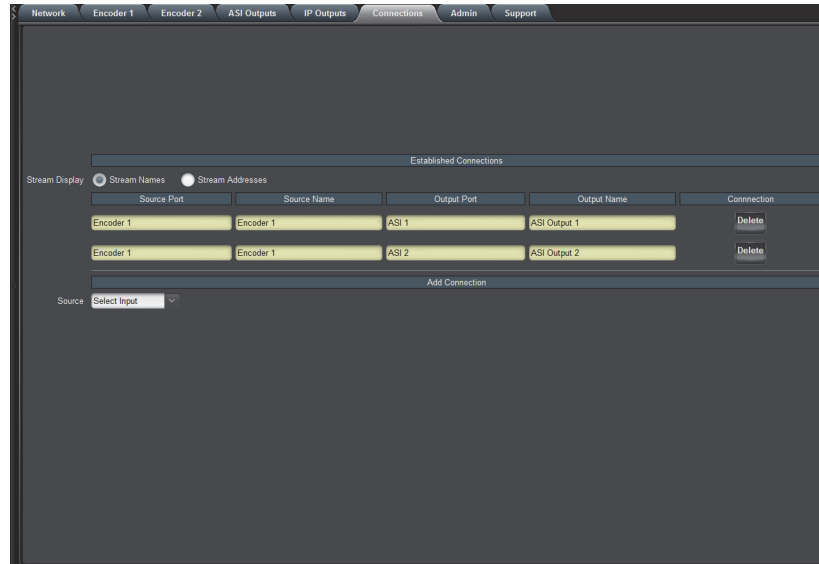 Network Encoder 1 Encoder 2 ASI Outputs IP Outputs Connections Admin Support
Established Connections
Stream Display Stream Names Stream Addresses
Source Port Source Name Output Port Output Name Connnection
Encoder 1 Encoder 1 ASI 1 ASI Output 1 Delete
Encoder 1 Encoder 1 ASI 2 ASI Output 2 Delete
Add Connection
Source Select Input